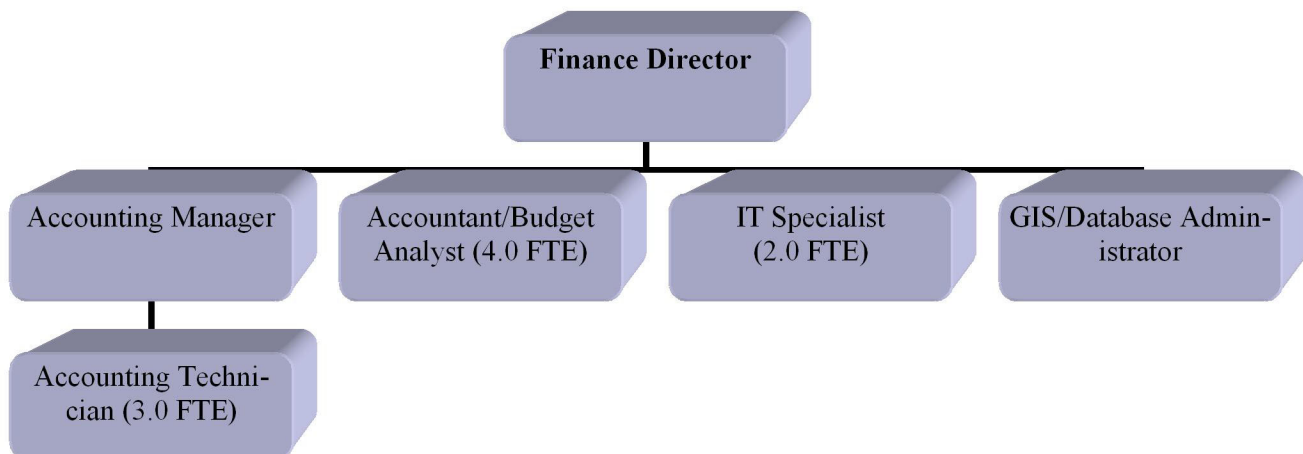 Finance Director
Accounting Manager
Accountant/Budget
Analyst (4.0 FTE)
IT Specialist
(2.0 FTE)
GIS/Database Admin-
istrator
Accounting Techni-
cian (3.0 FTE)